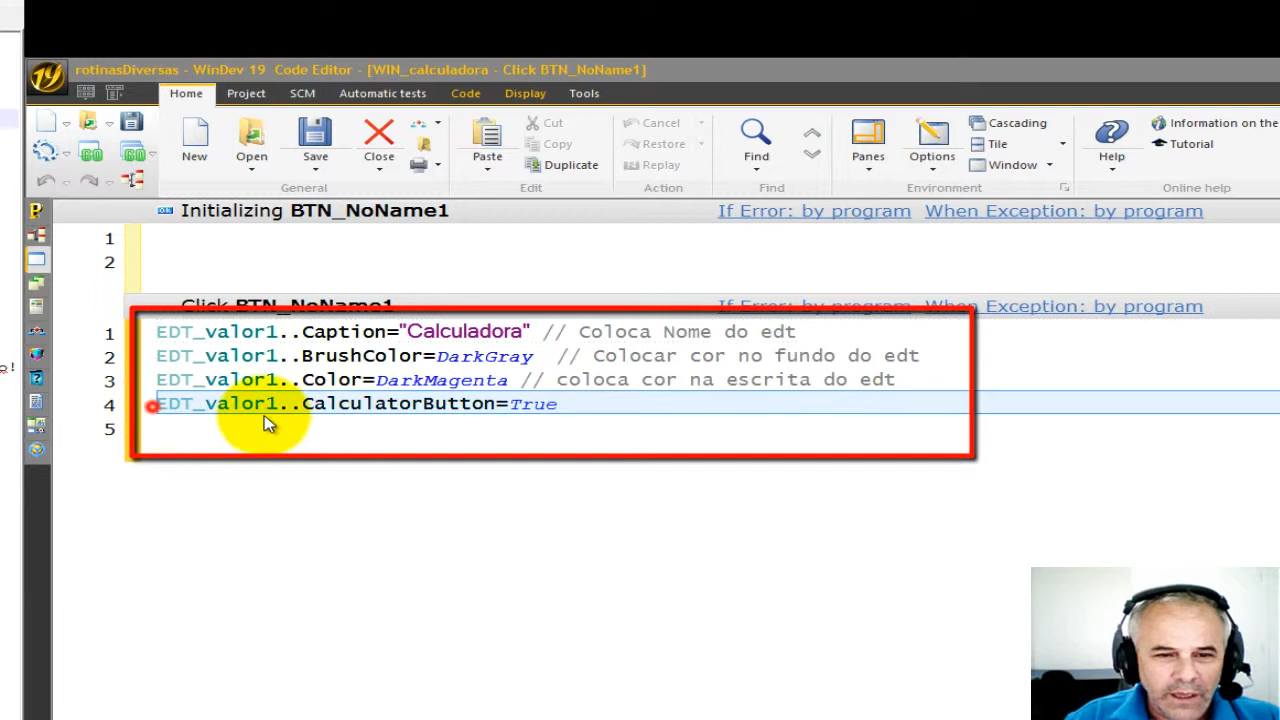 rotinasDiversas - WinDev 19 Code Editor - [WIN_calculadora - Click BTN_NoName1]
19
Home Project SCM Automatic tests Code Display Tools
GO GO
New Open Save Close
General
Paste Cut Copy Duplicate
Edit
Cancel Restore Replay
Action
Find
Find
Panes Options Cascading Tile Window
Environment
Help Information on the
Tutorial
Online help
Initializing BTN_NoName1 If Error: by program When Exception: by program
1
2
Click BTN_NoName1 If Error: by program When Exception: by program
1 EDT_valor1..Caption="Calculadora" // Coloca Nome do edt
2 EDT_valor1..BrushColor=DarkGray // Colocar cor no fundo do edt
3 EDT_valor1..Color=DarkMagenta // coloca cor na escrita do edt
4 EDT_valor1..CalculatorButton=True
5